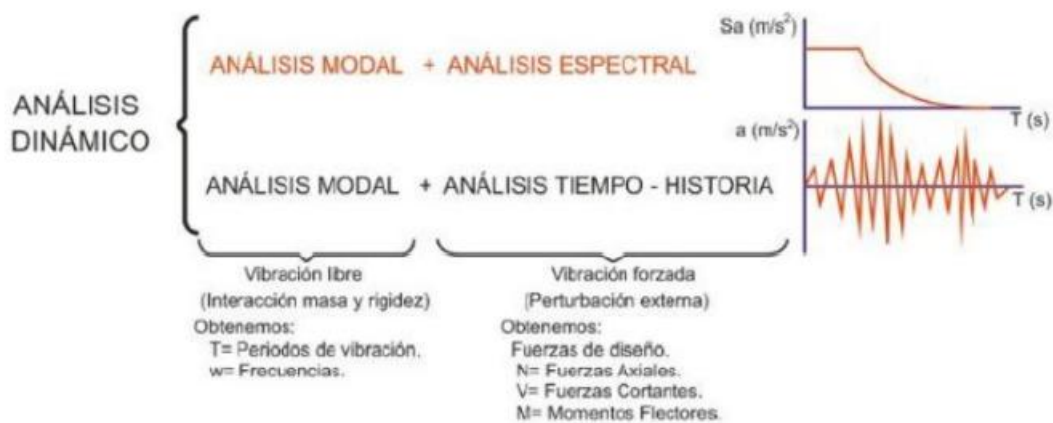 ANÁLISIS
DINÁMICO
ANÁLISIS MODAL + ANÁLISIS ESPECTRAL
Sa (m/s²)
T (s)
a (m/s²)
ANÁLISIS MODAL + ANÁLISIS TIEMPO - HISTORIA
T (s)
Vibración libre
(Interacción masa y rigidez)
Obtenemos:
T= Periodos de vibración.
w= Frecuencias.
Vibración forzada
(Perturbación externa)
Obtenemos:
Fuerzas de diseño.
N= Fuerzas Axiales.
V= Fuerzas Cortantes.
M= Momentos Flectores.